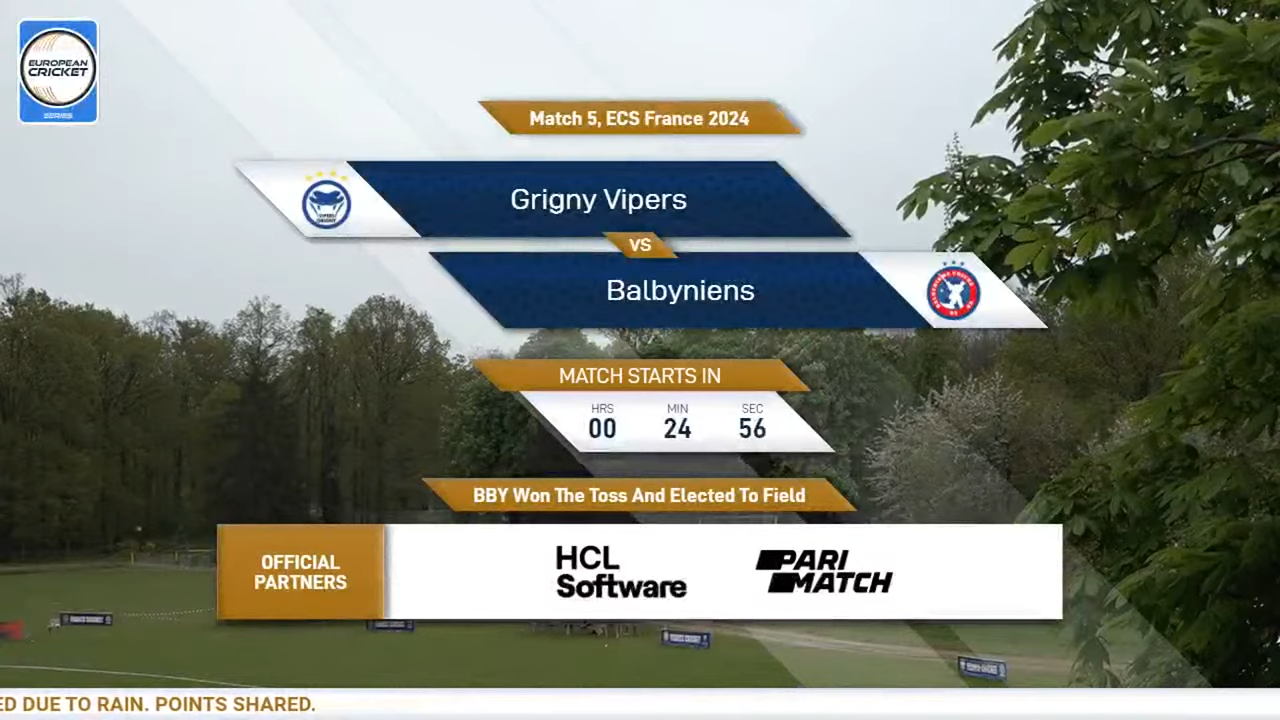 EUROPEAN
CRICKET
SERIES
Match 5, ECS France 2024
Grigny Vipers
VS
Balbyniens
MATCH STARTS IN
HRS MIN SEC
00 24 56
BBY Won The Toss And Elected To Field
OFFICIAL
PARTNERS
HCL
Software
PARI
MATCH
ED DUE TO RAIN. POINTS SHARED.